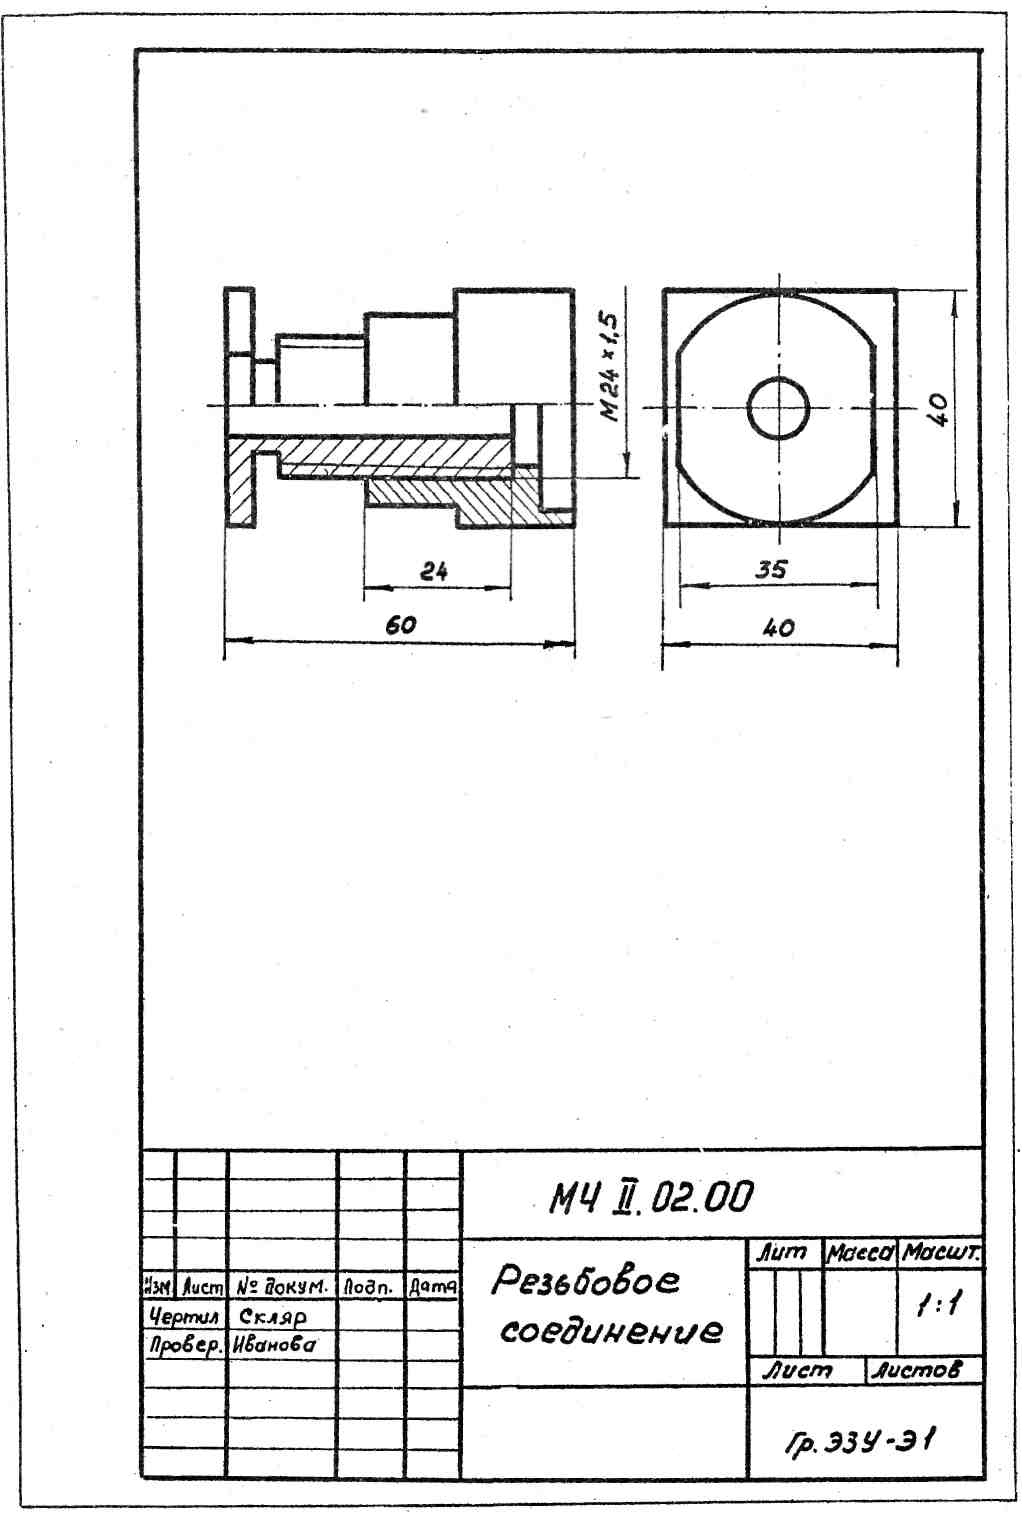 М24×1,5
40
24
35
60
40
МЧ II.02.00
Лит Масса Масшт.
Резьбовое
соединение
1:1
Изм Лист № докум. Подп. Дата
Чертил Скляр
Провер. Иванова
Лист Листов
Гр. ЭЗУ-Э1